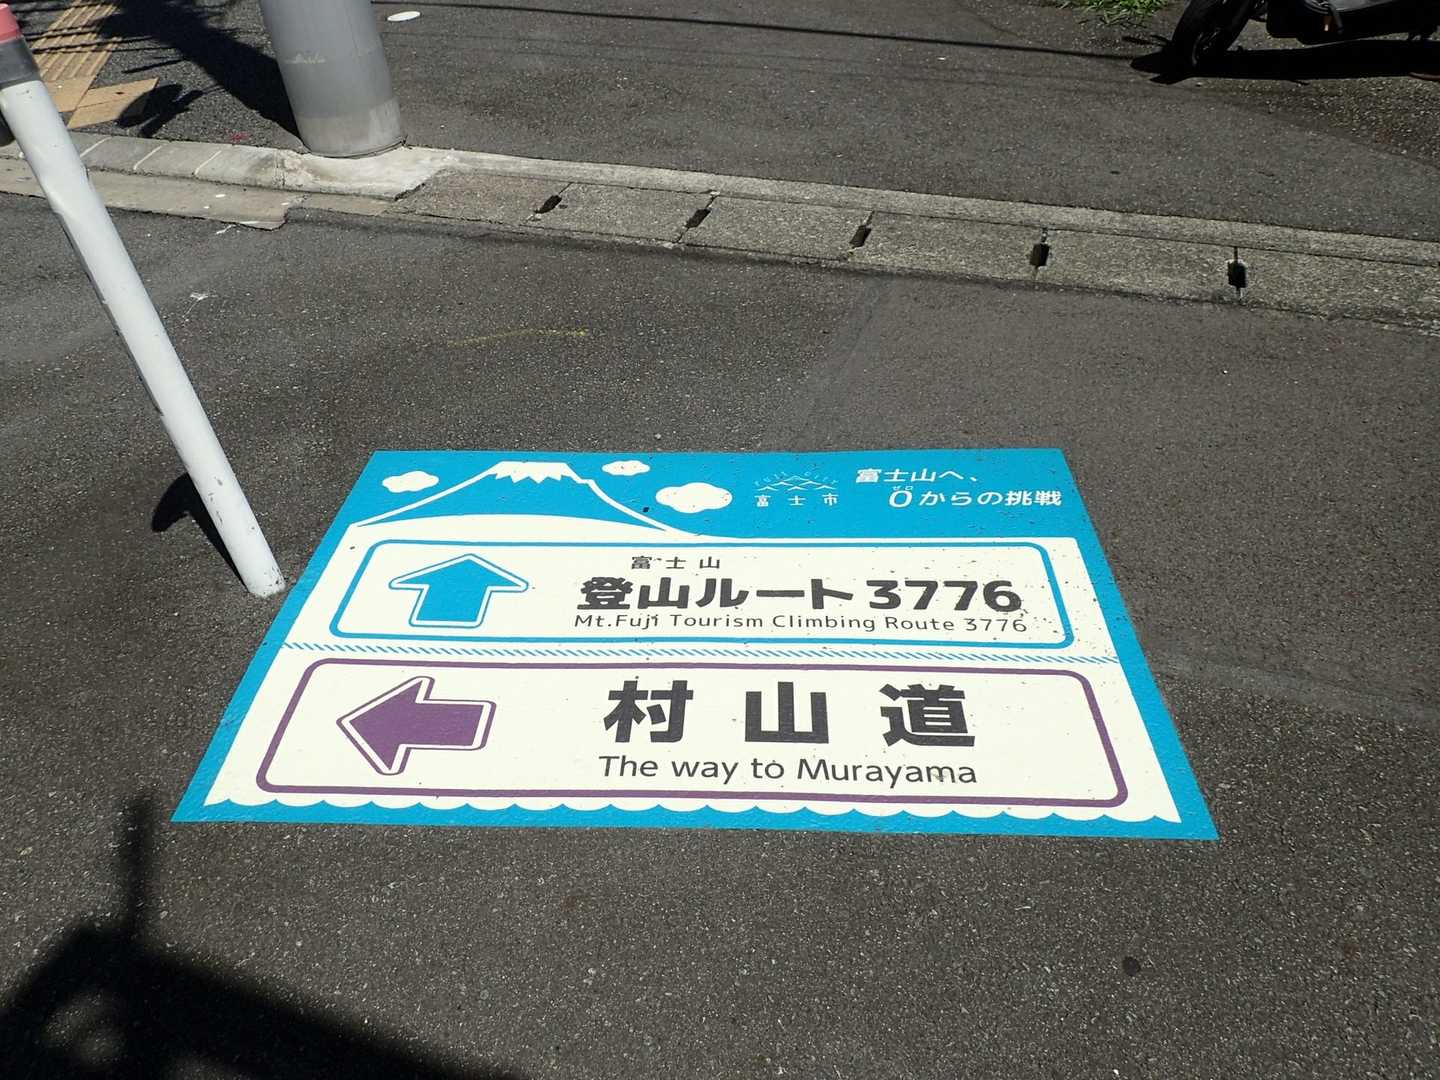 FUJI CITY
富士市
富士山へ、
ゼロ
0からの挑戦
富士山
登山ルート3776
Mt.Fuji Tourism Climbing Route 3776
村山道
The way to Murayama